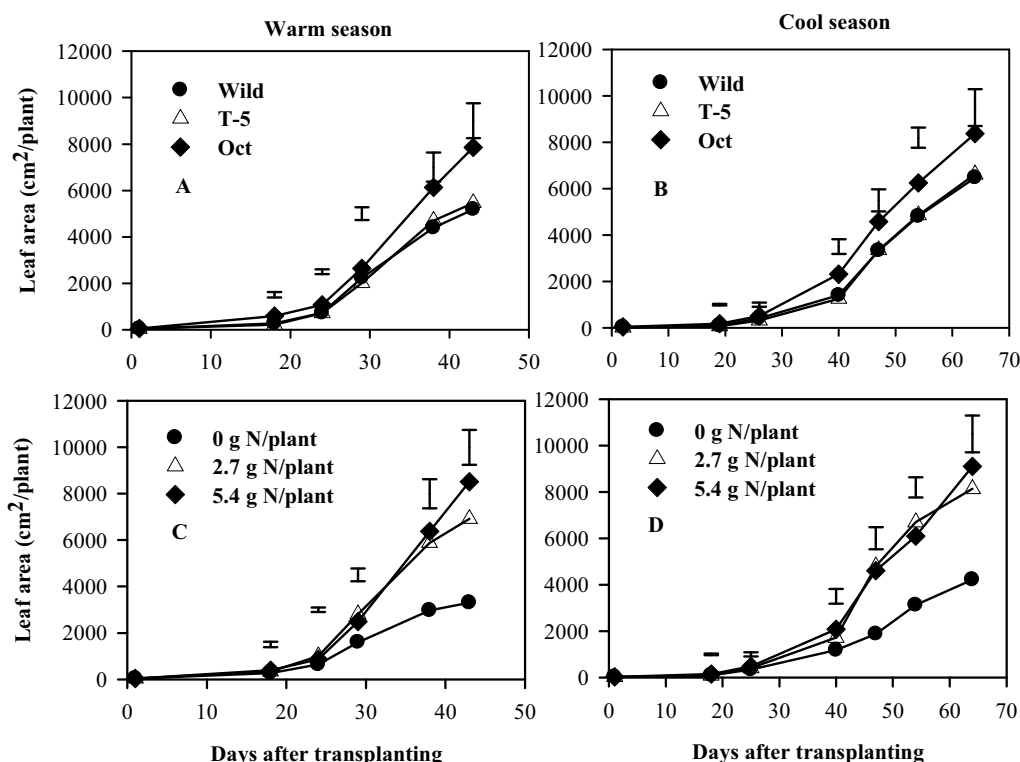 Warm season
Cool season
12000
10000
8000
6000
4000
2000
0
Leaf area (cm²/plant)
Wild
T-5
Oct
A
0 10 20 30 40 50
12000
10000
8000
6000
4000
2000
0
Wild
T-5
Oct
B
0 10 20 30 40 50 60 70
12000
10000
8000
6000
4000
2000
0
Leaf area (cm²/plant)
0 g N/plant
2.7 g N/plant
5.4 g N/plant
C
0 10 20 30 40 50
Days after transplanting
12000
10000
8000
6000
4000
2000
0
0 g N/plant
2.7 g N/plant
5.4 g N/plant
D
0 10 20 30 40 50 60 70
Days after transplanting